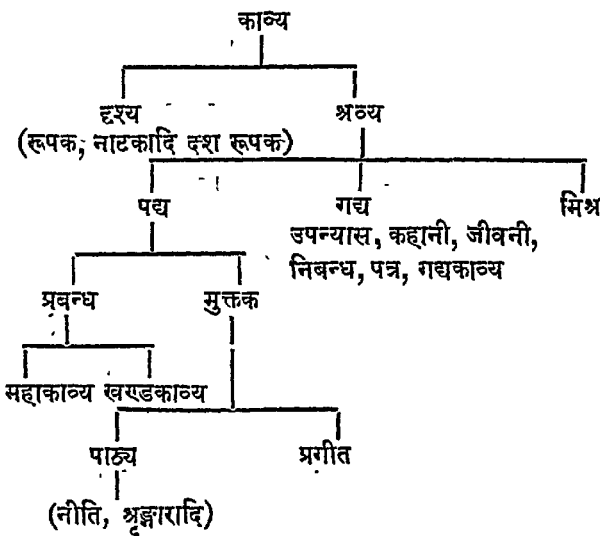 काव्य
दृश्य श्रव्य
(रूपक, नाटकादि दश रूपक)
पद्य गद्य मिश्र
उपन्यास, कहानी, जीवनी,
निबन्ध, पत्र, गद्यकाव्य
प्रबन्ध मुक्तक
महाकाव्य खण्डकाव्य
पाठ्य प्रगीत
(नीति, श्रृङ्गारादि)